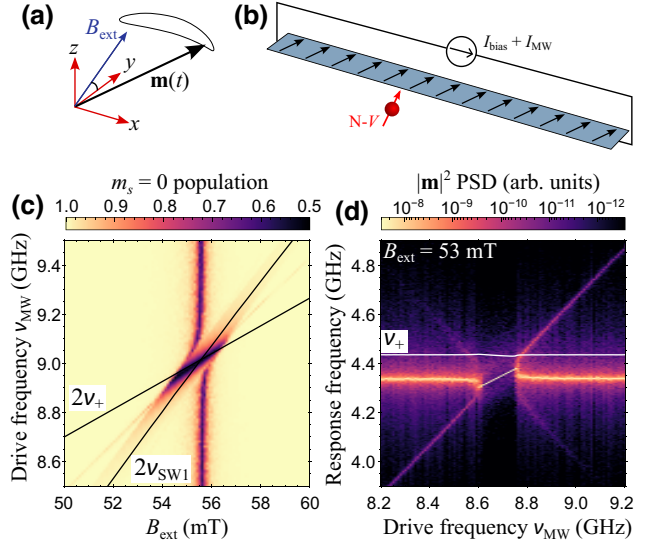 (a)
B_ext
z
y
m(t)
x
(b)
I_bias + I_MW
N-V
m_s = 0 population
1.0 0.9 0.8 0.7 0.6 0.5
(c)
Drive frequency ν_MW (GHz)
9.4
9.2
9.0
8.8
8.6
2ν_+
2ν_SW1
50 52 54 56 58 60
B_ext (mT)
|m|² PSD (arb. units)
10⁻⁸ 10⁻⁹ 10⁻¹⁰ 10⁻¹¹ 10⁻¹²
(d)
B_ext = 53 mT
Response frequency (GHz)
4.8
4.6
4.4
4.2
4.0
ν_+
8.2 8.4 8.6 8.8 9.0 9.2
Drive frequency ν_MW (GHz)